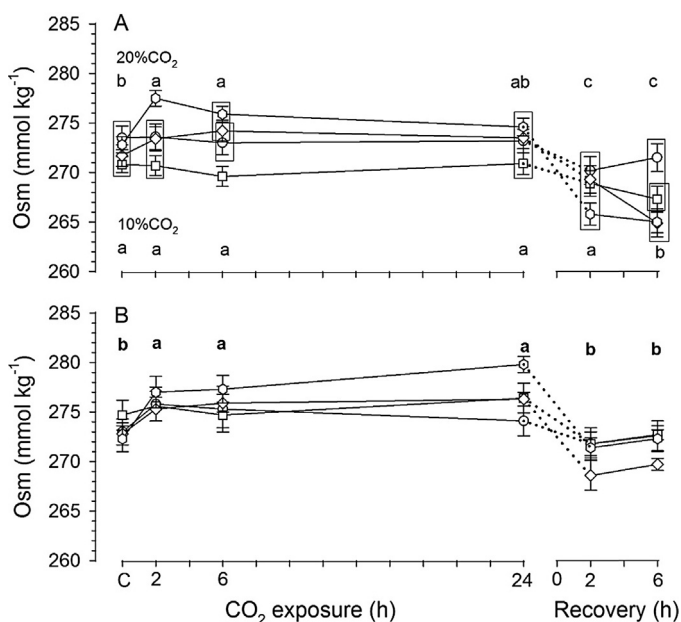 A
285
280
275
270
265
260
Osm (mmol kg⁻¹)
20%CO₂
b a a ab c c
10%CO₂
a a a a a b
B
285
280
275
270
265
260
Osm (mmol kg⁻¹)
b a a a b b
C 2 6 24 0 2 6
CO₂ exposure (h) Recovery (h)